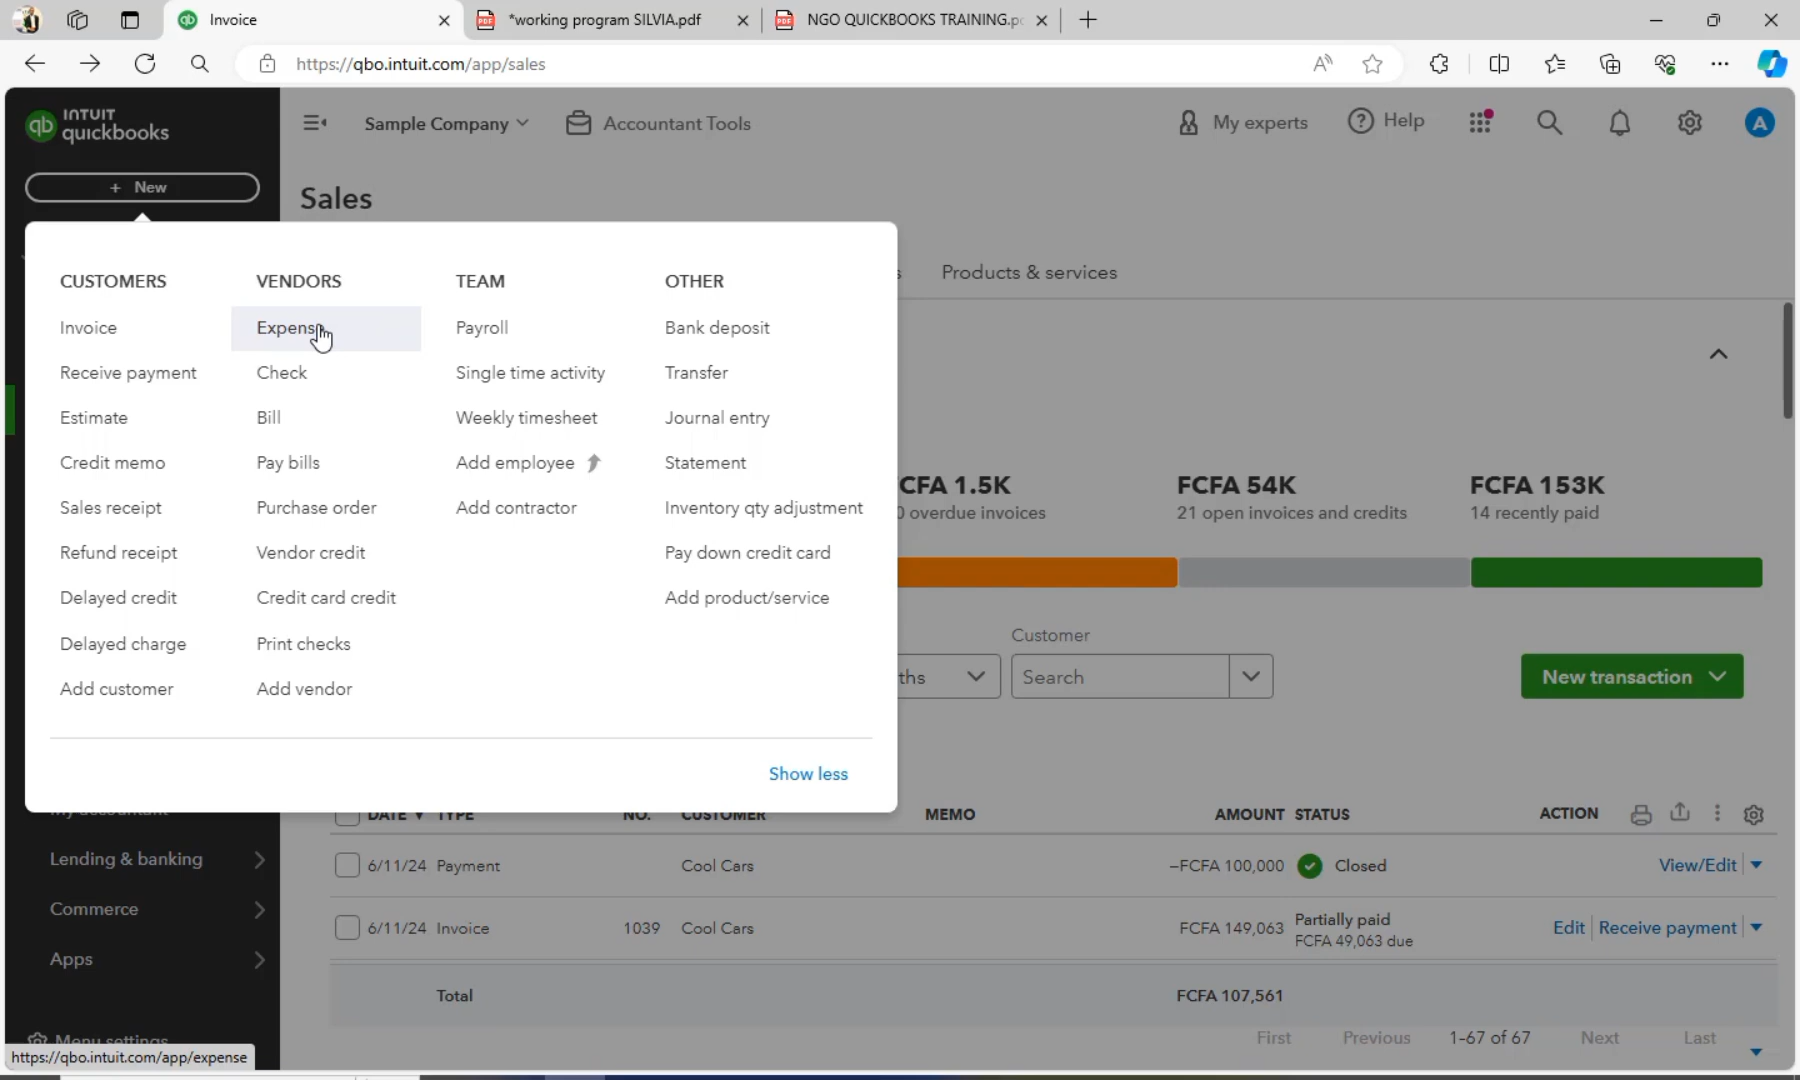 Invoice
*working program SILVIA.pdf
NGO QUICKBOOKS TRAINING.p
https://qbo.intuit.com/app/sales
qb INTUIT quickbooks
Sample Company
Accountant Tools
My experts
Help
A
+ New
Sales
Products & services
CUSTOMERS
Invoice
Receive payment
Estimate
Credit memo
Sales receipt
Refund receipt
Delayed credit
Delayed charge
Add customer
VENDORS
Expense
Check
Bill
Pay bills
Purchase order
Vendor credit
Credit card credit
Print checks
Add vendor
TEAM
Payroll
Single time activity
Weekly timesheet
Add employee
Add contractor
OTHER
Bank deposit
Transfer
Journal entry
Statement
Inventory qty adjustment
Pay down credit card
Add product/service
Show less
CFA 1.5K
0 overdue invoices
FCFA 54K
21 open invoices and credits
FCFA 153K
14 recently paid
ths
Customer
Search
New transaction
My accountant
Lending & banking
Commerce
Apps
Menu settings
DATE TYPE NO. CUSTOMER MEMO AMOUNT STATUS ACTION
6/11/24 Payment Cool Cars -FCFA 100,000 Closed View/Edit
6/11/24 Invoice 1039 Cool Cars FCFA 149,063 Partially paid Edit Receive payment
FCFA 49,063 due
Total FCFA 107,561
First Previous 1-67 of 67 Next Last
https://qbo.intuit.com/app/expense